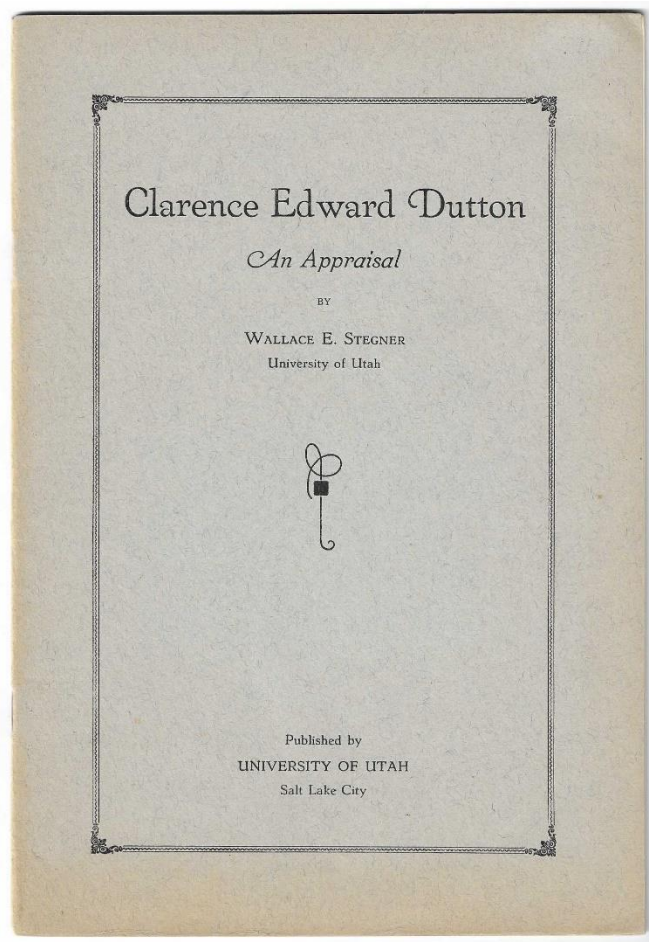 Clarence Edward Dutton
An Appraisal
BY
WALLACE E. STEGNER
University of Utah
Published by
UNIVERSITY OF UTAH
Salt Lake City